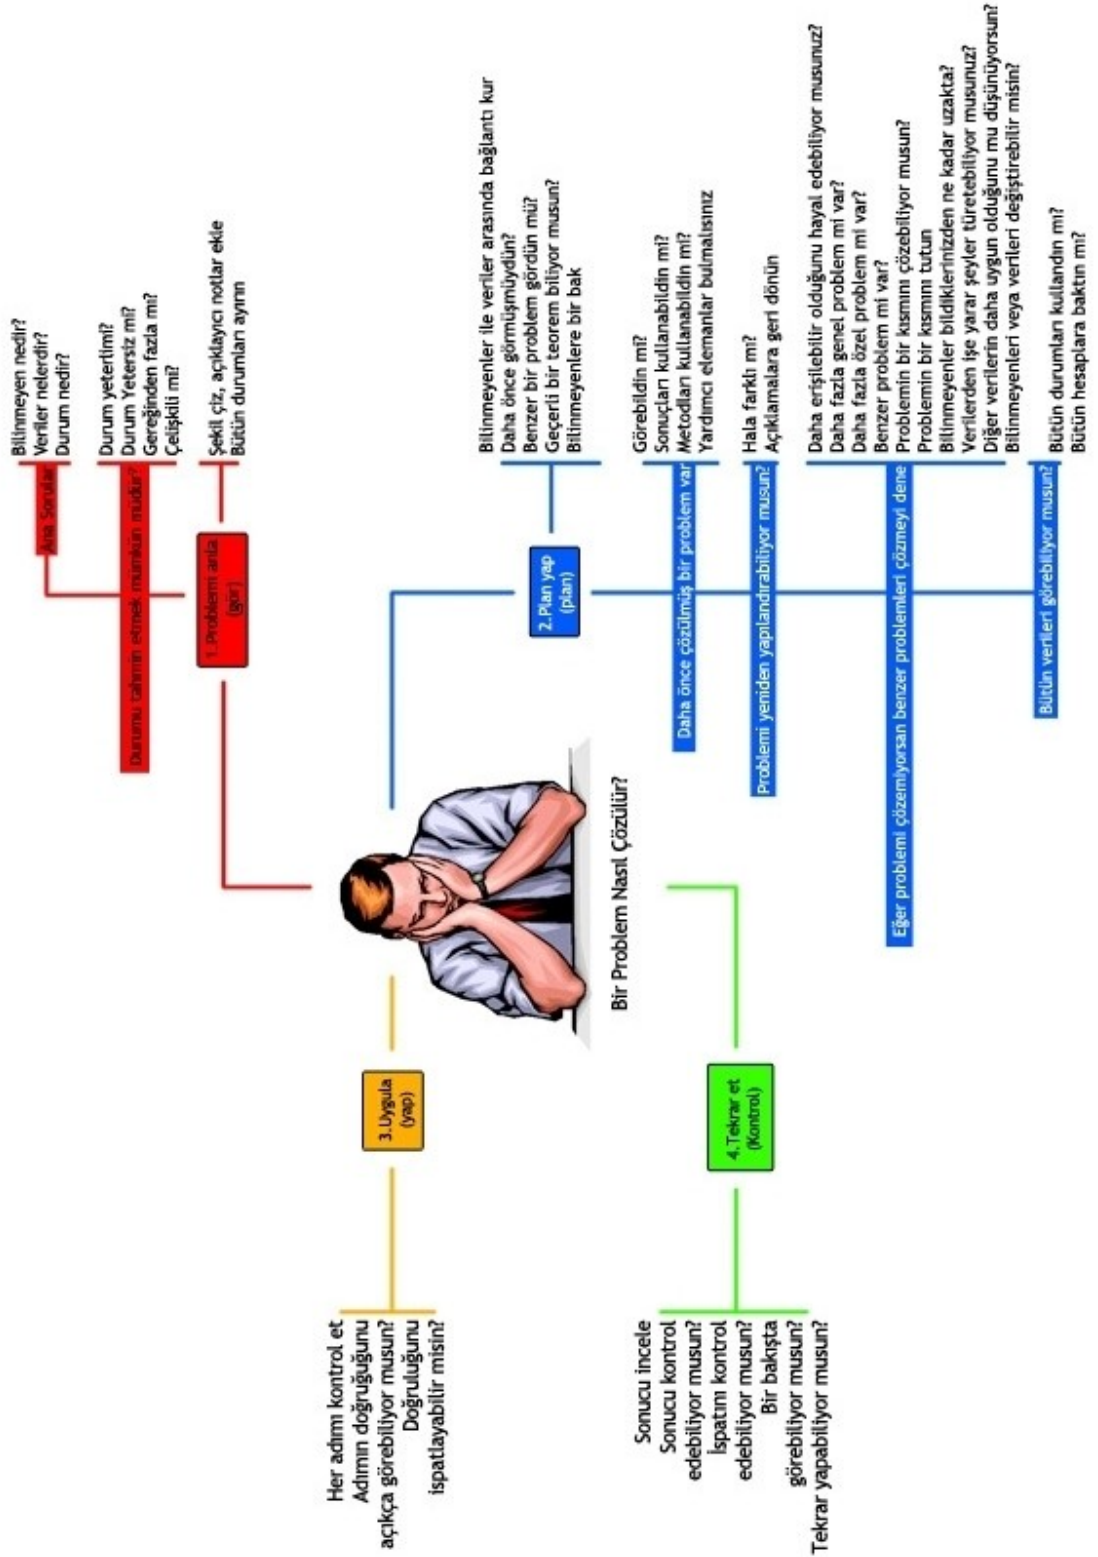 Bir Problem Nasıl Çözülür?
1.Problemi anla
(gör)
Ana Sorular
Bilinmeyen nedir?
Veriler nelerdir?
Durum nedir?
Durumu tahmin etmek mümkün müdür?
Durum yetertimi?
Durum Yetersiz mi?
Gereğinden fazla mı?
Çelişkili mi?
Şekil çiz, açıklayıcı notlar ekle
Bütün durumları ayırın
2.Plan yap
(plan)
Bilinmeyenler ile veriler arasında bağlantı kur
Daha önce görmüşmüydün?
Benzer bir problem gördün mü?
Geçerli bir teorem biliyor musun?
Bilinmeyenlere bir bak
Daha önce çözülmüş bir problem var
Görebildin mi?
Sonuçları kullanabildin mi?
Metodları kullanabildin mi?
Yardımcı elemanlar bulmalısınız
Problemi yeniden yapılandırabiliyor musun?
Hala farklı mı?
Açıklamalara geri dönün
Eğer problemi çözemiyorsan benzer problemleri çözmeyi dene
Daha erişilebilir olduğunu hayal edebiliyor musunuz?
Daha fazla genel problem mi var?
Daha fazla özel problem mi var?
Benzer problem mi var?
Problemin bir kısmını çözebiliyor musun?
Problemin bir kısmını tutun
Bilinmeyenler bildiklerinizden ne kadar uzakta?
Verilerden işe yarar şeyler türetebiliyor musunuz?
Diğer verilerin daha uygun olduğunu mu düşünüyorsun?
Bilinmeyenleri veya verileri değiştirebilir misin?
Bütün verileri görebiliyor musun?
Bütün durumları kullandın mı?
Bütün hesaplara baktın mı?
3.Uygula
(yap)
Her adımı kontrol et
Adımın doğruğuğunu
açıkça görebiliyor musun?
Doğruluğunu
ispatlayabilir misin?
4.Tekrar et
(Kontrol)
Sonucu incele
Sonucu kontrol
edebiliyor musun?
İspatını kontrol
edebiliyor musun?
Bir bakışta
görebiliyor musun?
Tekrar yapabiliyor musun?